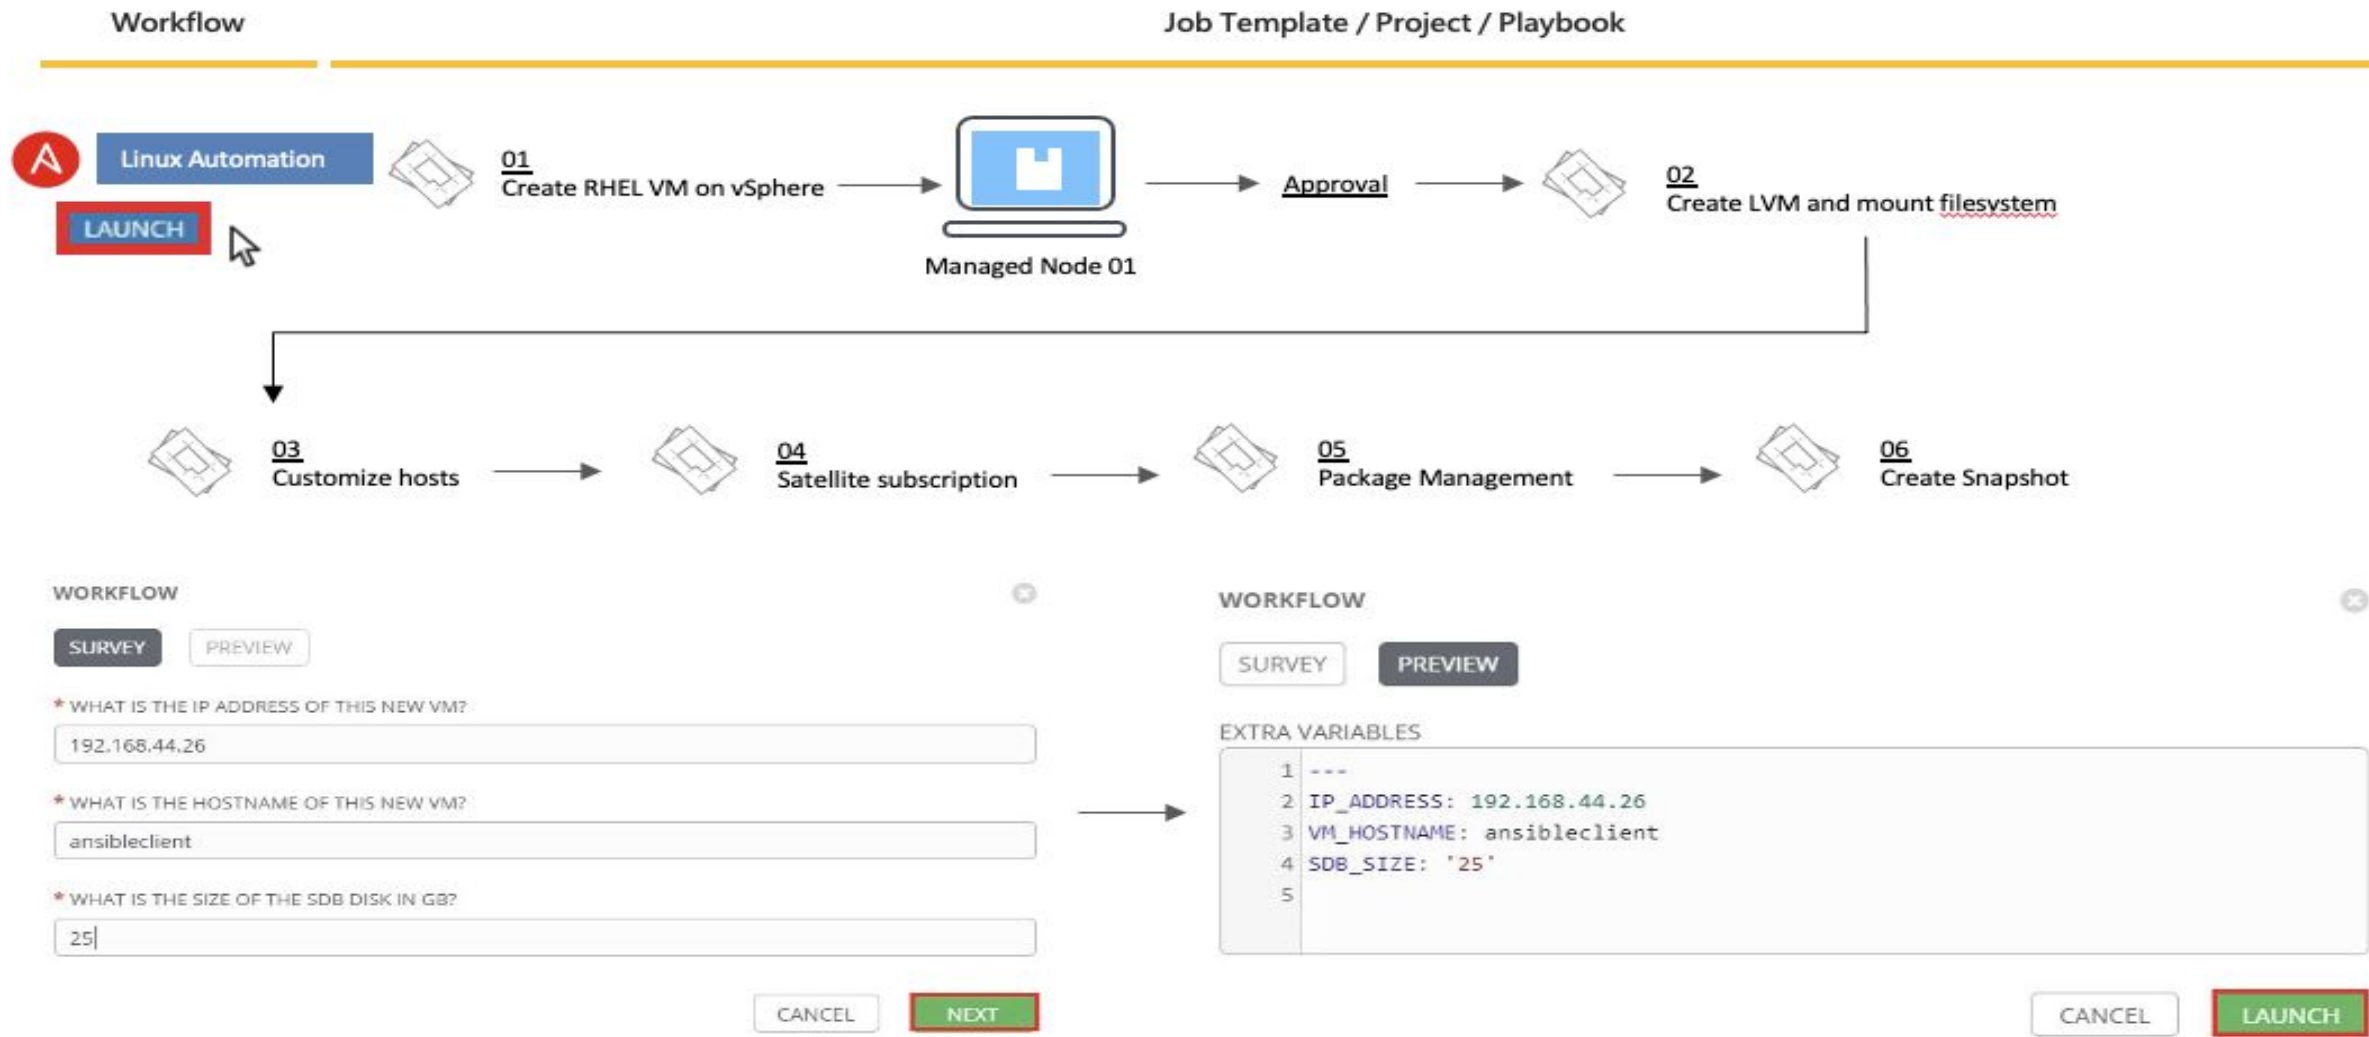 Workflow
Job Template / Project / Playbook
Linux Automation
LAUNCH
01
Create RHEL VM on vSphere
Managed Node 01
Approval
02
Create LVM and mount filesystem
03
Customize hosts
04
Satellite subscription
05
Package Management
06
Create Snapshot
WORKFLOW
SURVEY PREVIEW
* WHAT IS THE IP ADDRESS OF THIS NEW VM?
192.168.44.26
* WHAT IS THE HOSTNAME OF THIS NEW VM?
ansibleclient
* WHAT IS THE SIZE OF THE SDB DISK IN GB?
25
CANCEL NEXT
WORKFLOW
SURVEY PREVIEW
EXTRA VARIABLES
1 ---
2 IP_ADDRESS: 192.168.44.26
3 VM_HOSTNAME: ansibleclient
4 SDB_SIZE: '25'
5
CANCEL LAUNCH